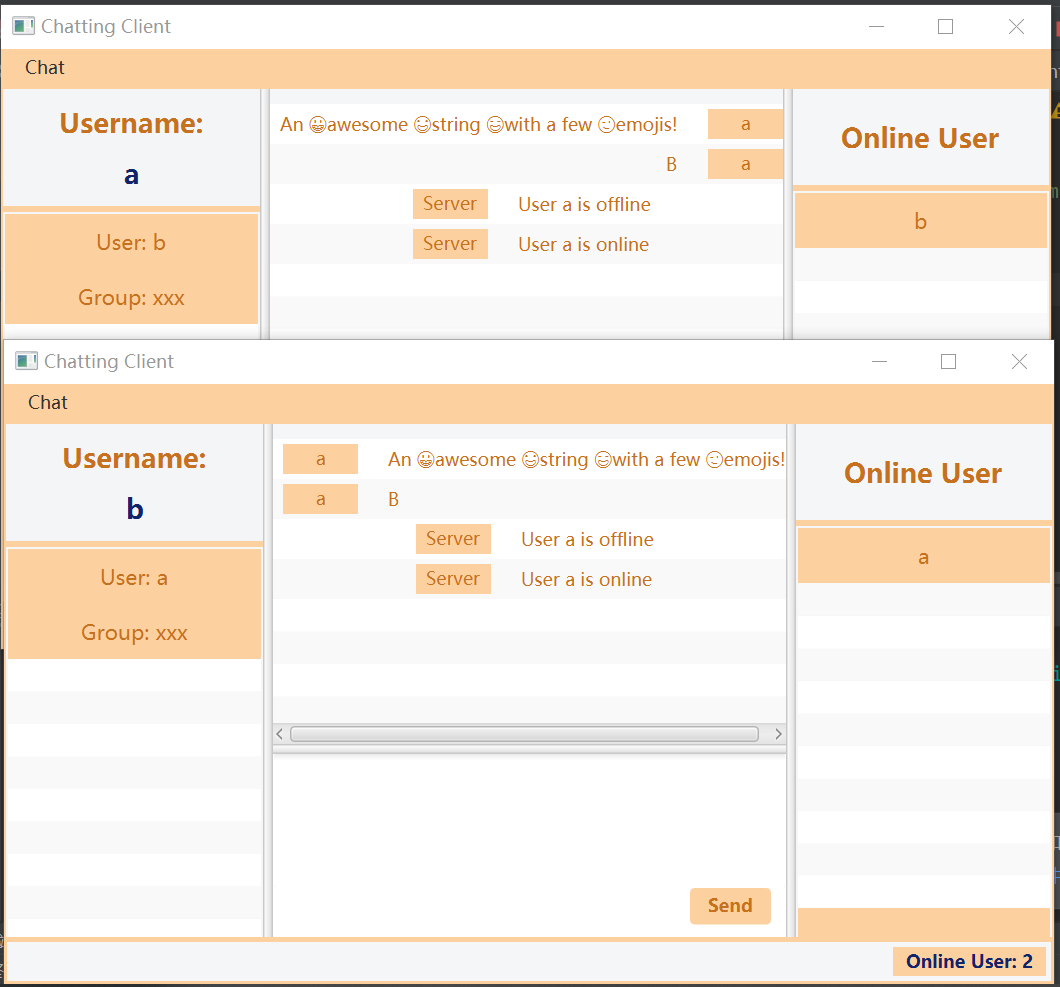 Chatting Client
Chat
Username:
a
User: b
Group: xxx
An 😀awesome 😃string 😄with a few 😉emojis! a
B a
Server User a is offline
Server User a is online
Online User
b
Chatting Client
Chat
Username:
b
User: a
Group: xxx
a An 😀awesome 😃string 😄with a few 😉emojis!
a B
Server User a is offline
Server User a is online
Send
Online User
a
Online User: 2